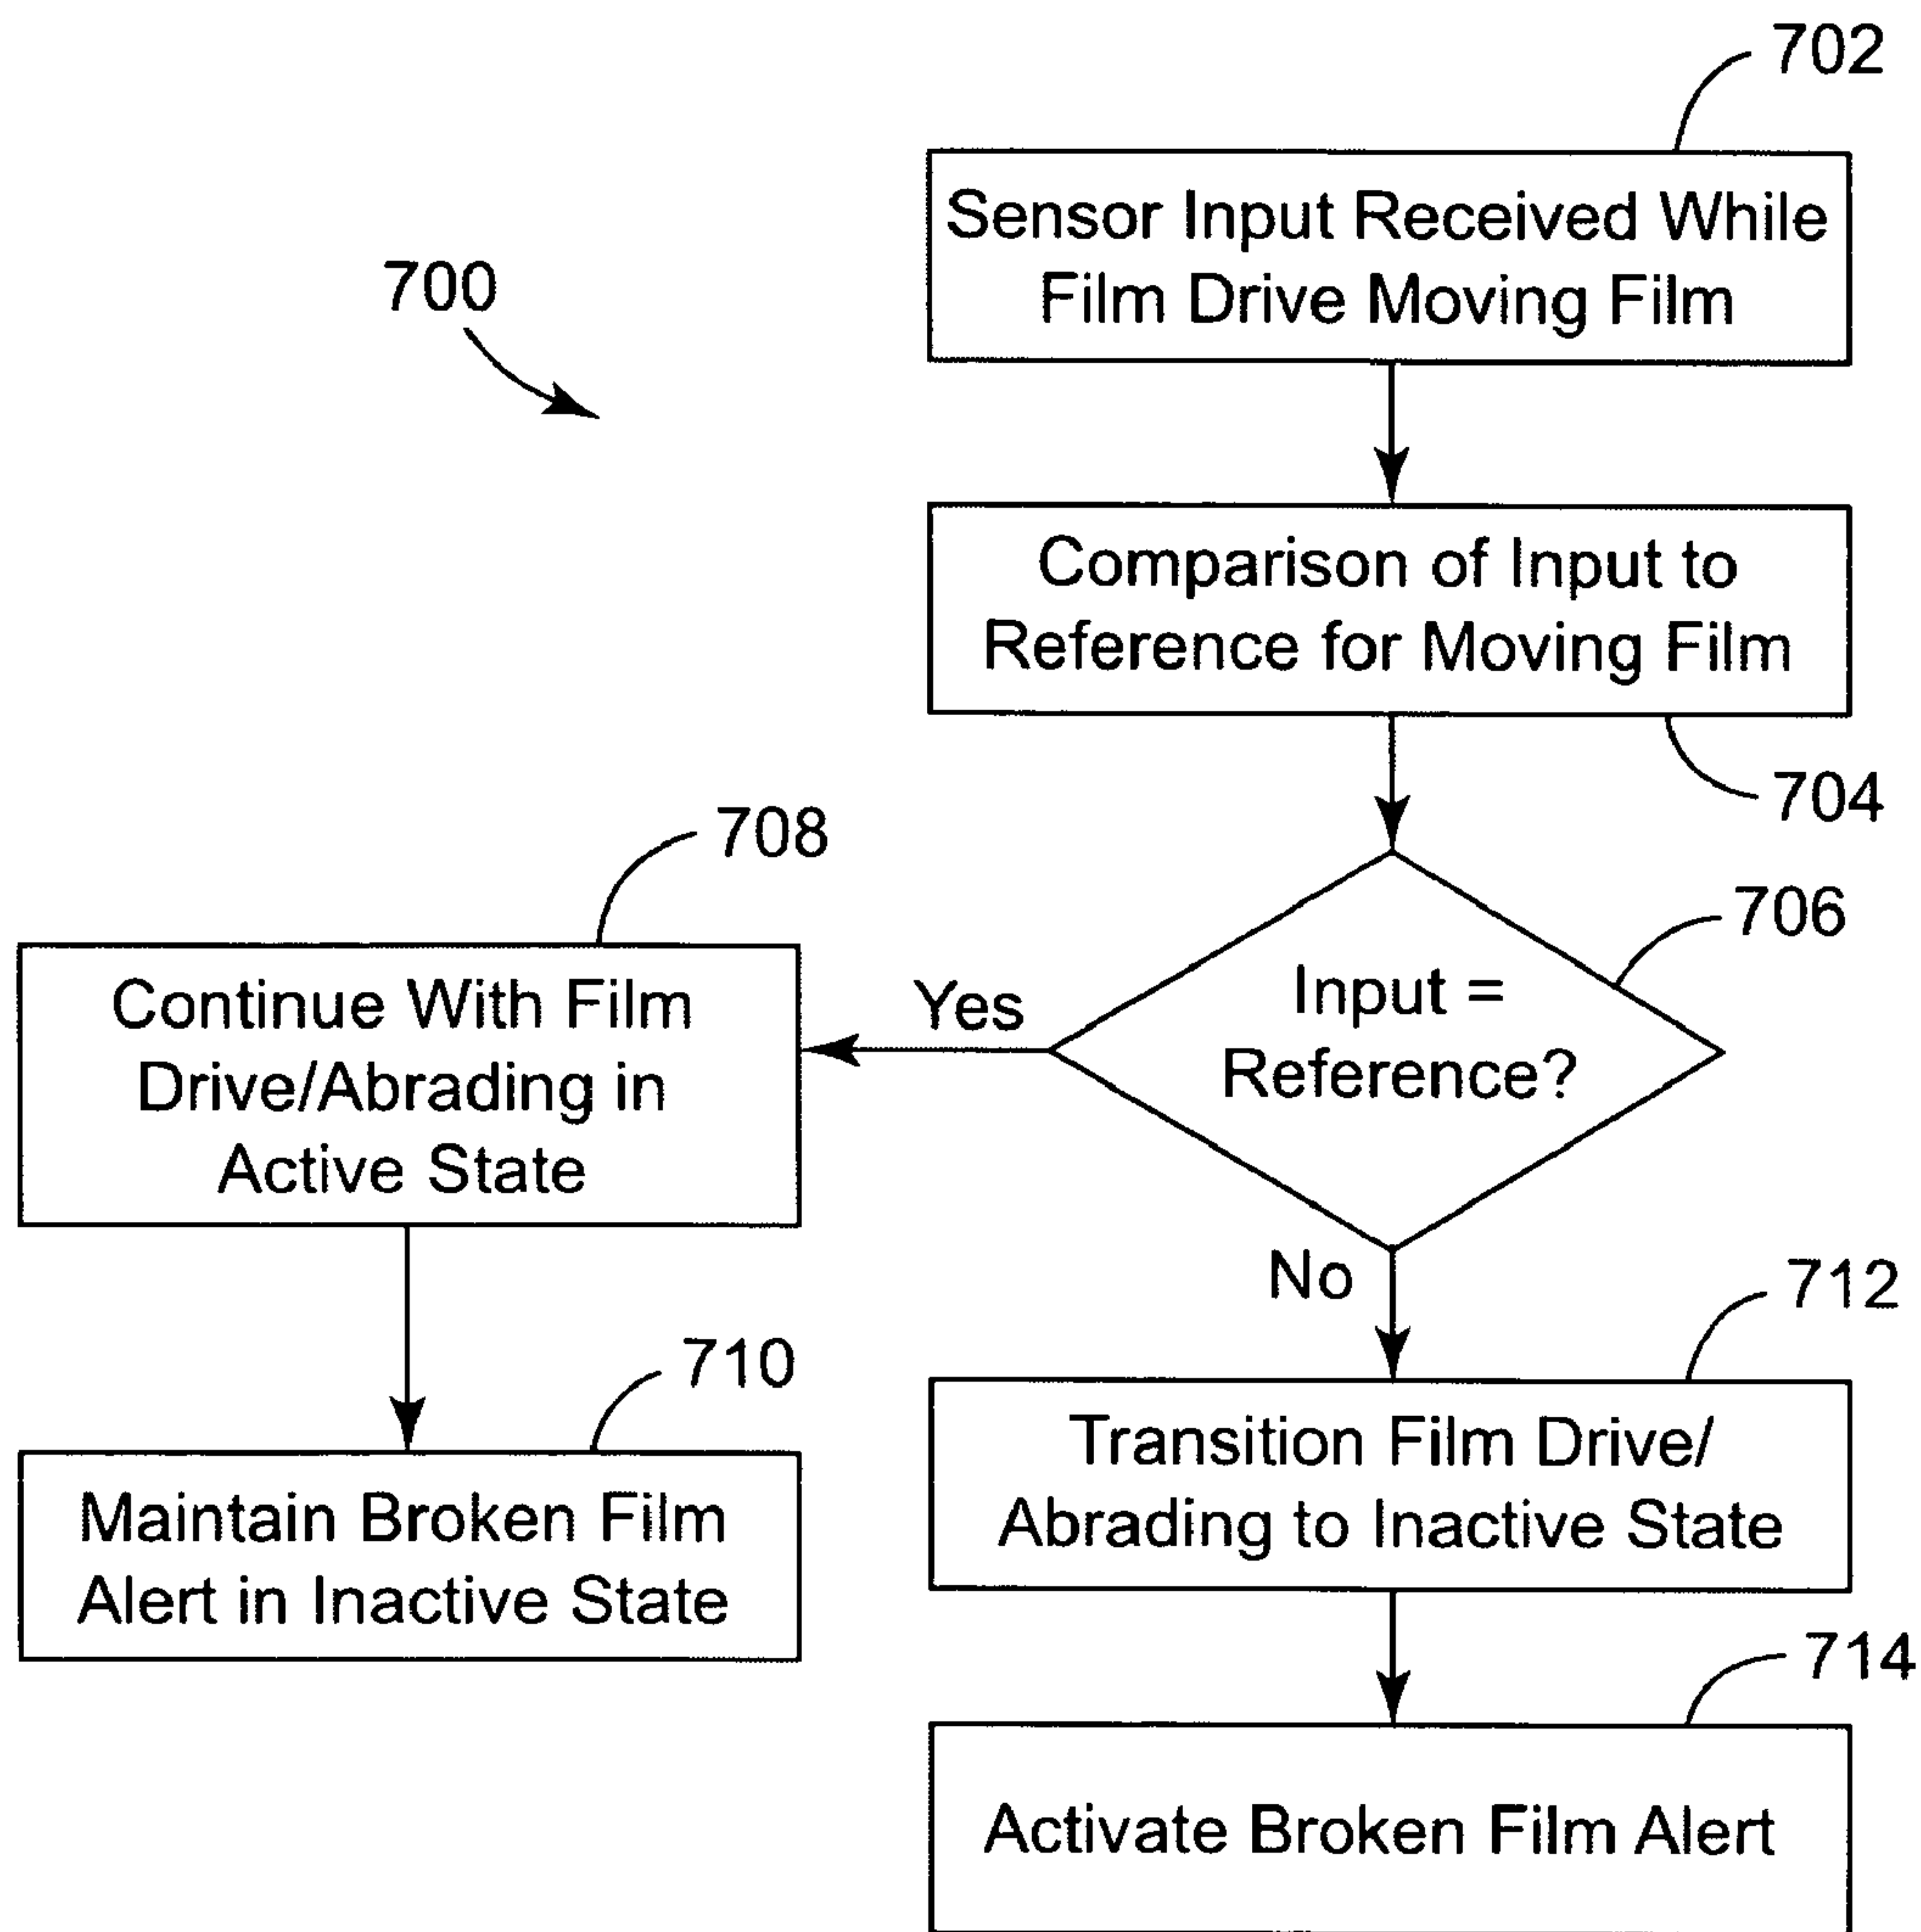 702
Sensor Input Received While
Film Drive Moving Film
700
Comparison of Input to
Reference for Moving Film
704
708
706
Continue With Film
Drive/Abrading in
Active State
Yes
Input =
Reference?
No
712
710
Transition Film Drive/
Abrading to Inactive State
Maintain Broken Film
Alert in Inactive State
714
Activate Broken Film Alert